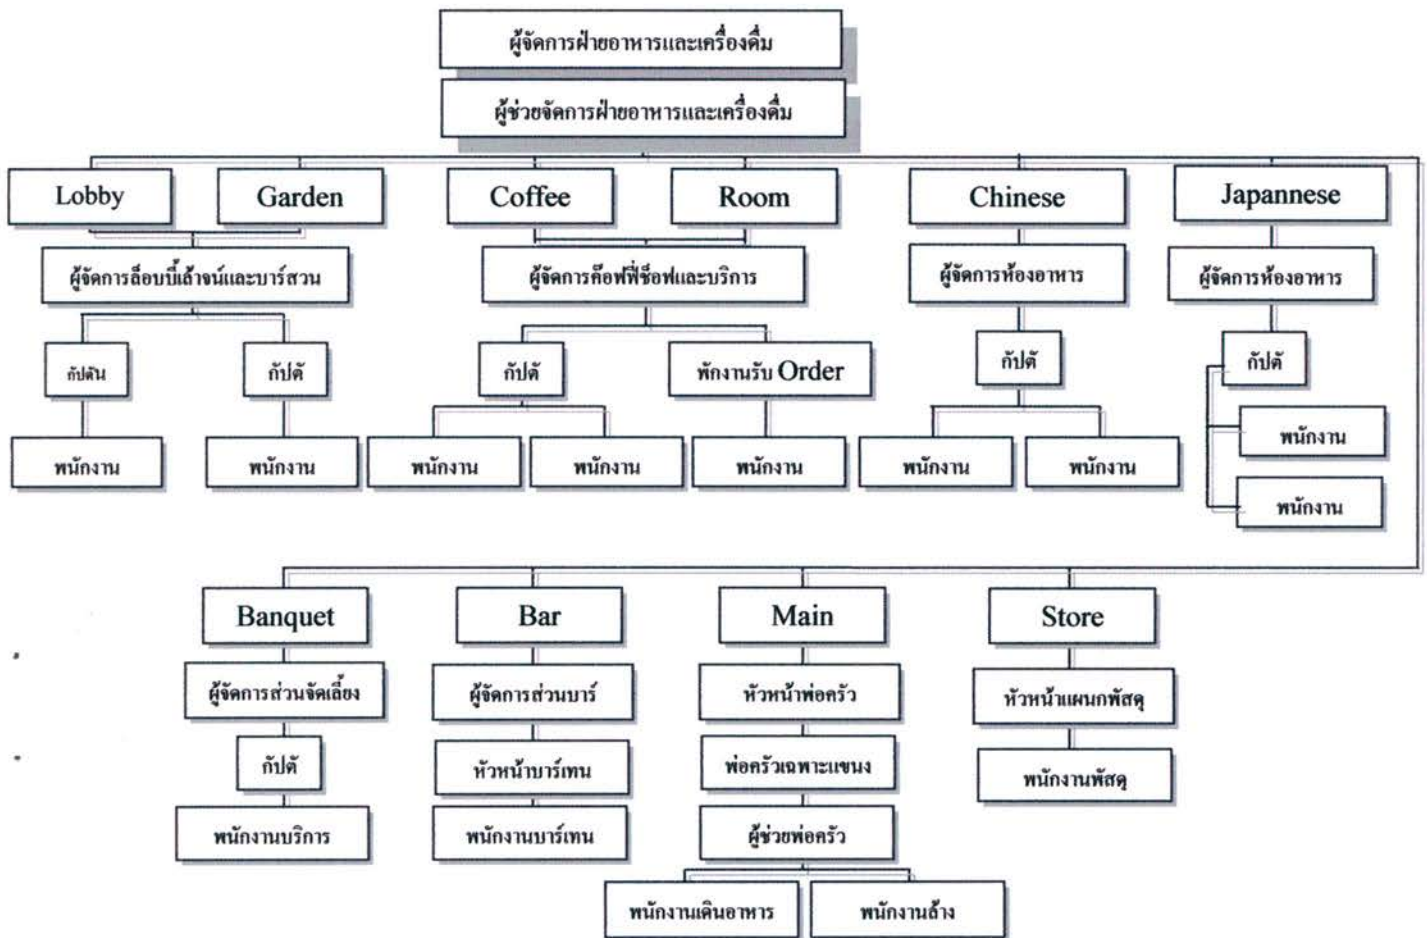 ผู้จัดการฝ่ายอาหารและเครื่องดื่ม
ผู้ช่วยจัดการฝ่ายอาหารและเครื่องดื่ม
Lobby Garden Coffee Room Chinese Japannese
ผู้จัดการล็อบบี้เล้าจน์และบาร์สวน ผู้จัดการค๊อฟฟี่ช็อฟและบริการ ผู้จัดการห้องอาหาร ผู้จัดการห้องอาหาร
กัปตัน กัปตั กัปตั พักงานรับ Order กัปตั กัปตั
พนักงาน
พนักงาน พนักงาน พนักงาน พนักงาน พนักงาน พนักงาน พนักงาน
พนักงาน
Banquet Bar Main Store
ผู้จัดการส่วนจัดเลี้ยง ผู้จัดการส่วนบาร์ หัวหน้าพ่อครัว หัวหน้าแผนกพัสดุ
กัปตั หัวหน้าบาร์เทน พ่อครัวเฉพาะแขนง พนักงานพัสดุ
พนักงานบริการ พนักงานบาร์เทน ผู้ช่วยพ่อครัว
พนักงานเดินอาหาร พนักงานล้าง